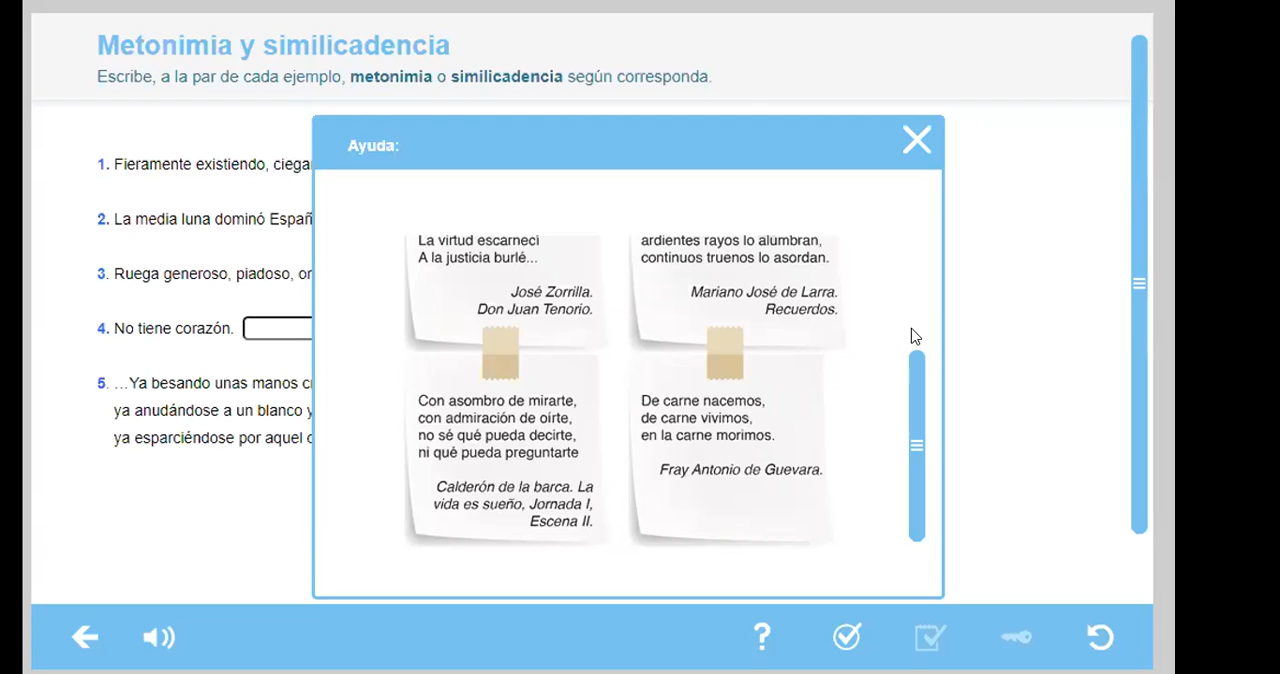 Metonimia y similicadencia
Escribe, a la par de cada ejemplo, metonimia o similicadencia según corresponda.
Ayuda:
1. Fieramente existiendo,
2. La media luna dominó
3. Ruega generoso, piadoso,
4. No tiene corazón.
5. …Ya besando unas manos
ya anudándose a un blanco
ya esparciéndose por aquel
La virtud escarnecí
A la justicia burlé...
José Zorrilla.
Don Juan Tenorio.
ardientes rayos lo alumbran,
continuos truenos lo asordan.
Mariano José de Larra.
Recuerdos.
Con asombro de mirarte,
con admiración de oírte,
no sé qué pueda decirte,
ni qué pueda preguntarte
Calderón de la barca. La
vida es sueño, Jornada I,
Escena II.
De carne nacemos,
de carne vivimos,
en la carne morimos.
Fray Antonio de Guevara.